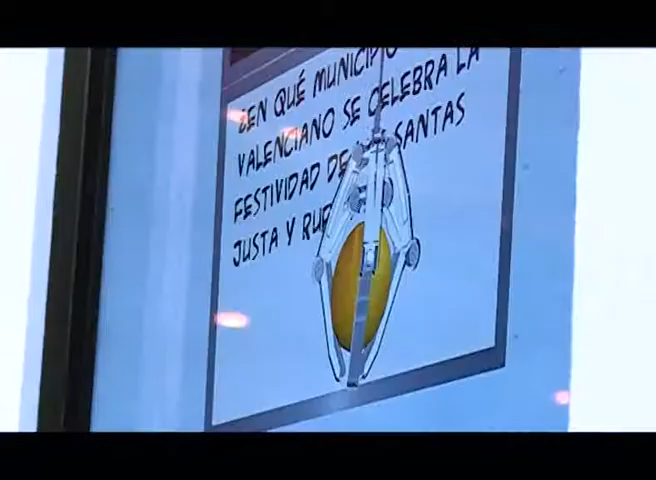 ¿EN QUÉ MUNICIPIO
VALENCIANO SE CELEBRA LA
FESTIVIDAD DE SANTAS
JUSTA Y